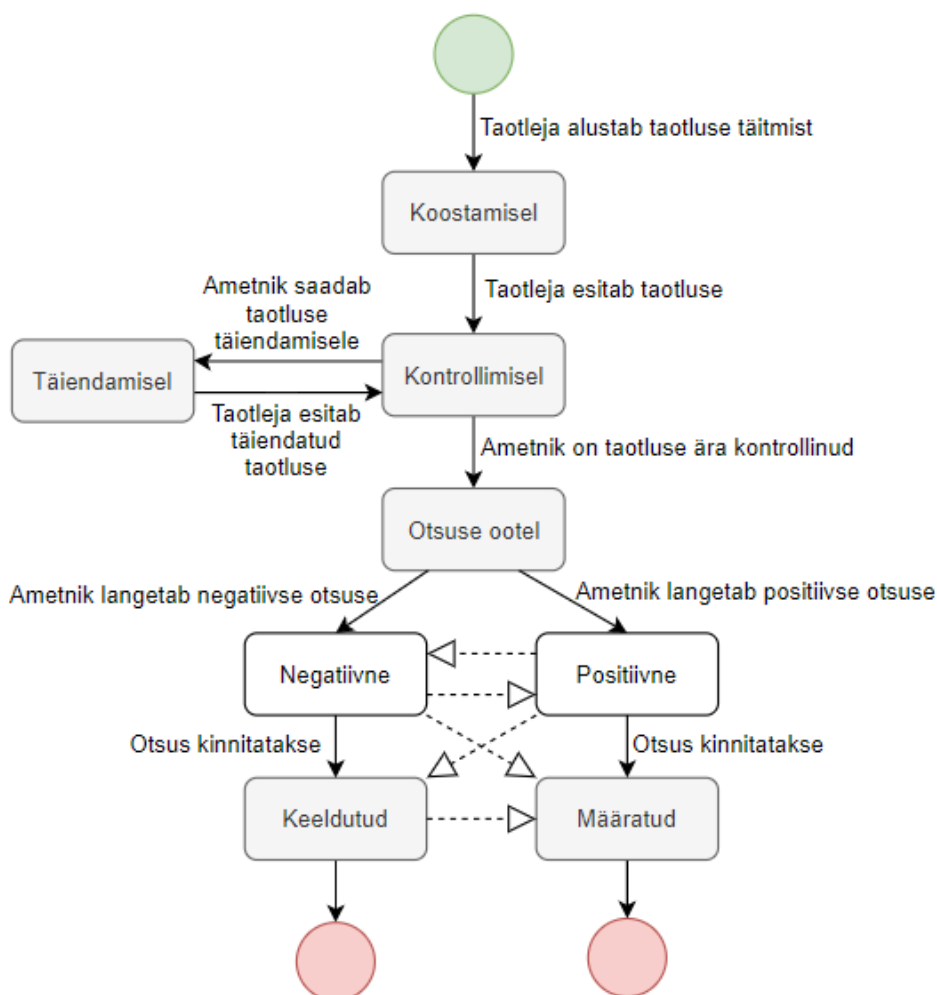 Taotleja alustab taotluse täitmist
Koostamisel
Taotleja esitab taotluse
Ametnik saadab
taotluse
täiendamisele
Täiendamisel
Kontrollimisel
Taotleja esitab
täiendatud
taotluse
Ametnik on taotluse ära kontrollinud
Otsuse ootel
Ametnik langetab negatiivse otsuse
Ametnik langetab positiivse otsuse
Negatiivne
Positiivne
Otsus kinnitatakse
Otsus kinnitatakse
Keeldutud
Määratud